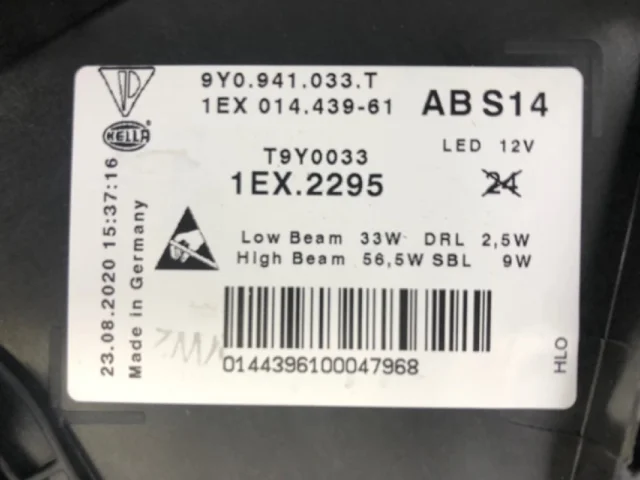 9Y0.941.033.T
1EX 014.439-61
AB S14
HELLA
LED 12V
T9Y0033
1EX.2295
24
Low Beam 33W DRL 2,5W
High Beam 56,5W SBL 9W
23.08.2020 15:37:16
Made in Germany
0144396100047968
HLO